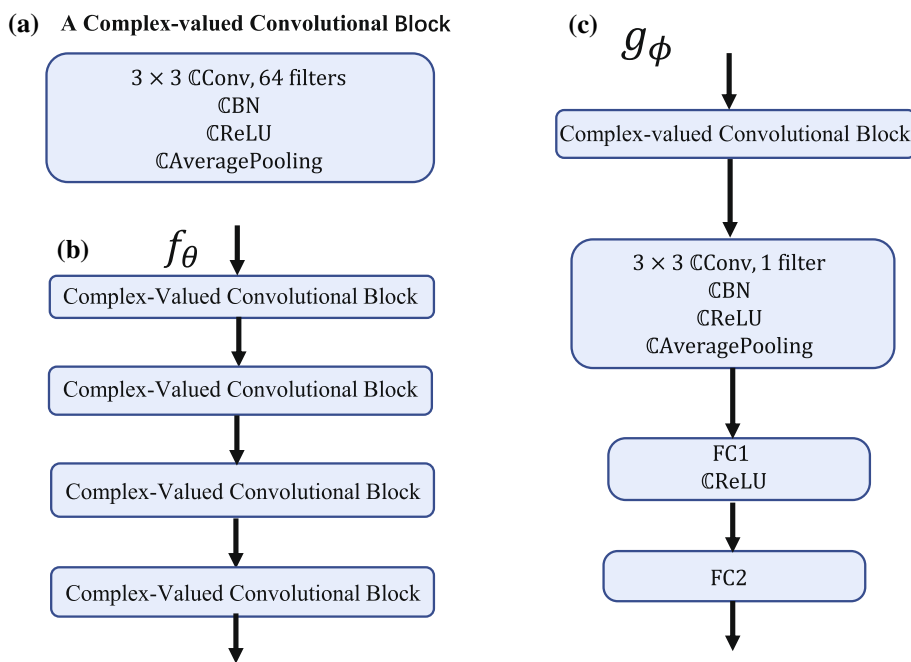 (a) A Complex-valued Convolutional Block
3 × 3 ℂConv, 64 filters
ℂBN
ℂReLU
ℂAveragePooling
(b)
f_θ
Complex-Valued Convolutional Block
Complex-Valued Convolutional Block
Complex-Valued Convolutional Block
Complex-Valued Convolutional Block
(c)
g_ϕ
Complex-valued Convolutional Block
3 × 3 ℂConv, 1 filter
ℂBN
ℂReLU
ℂAveragePooling
FC1
ℂReLU
FC2